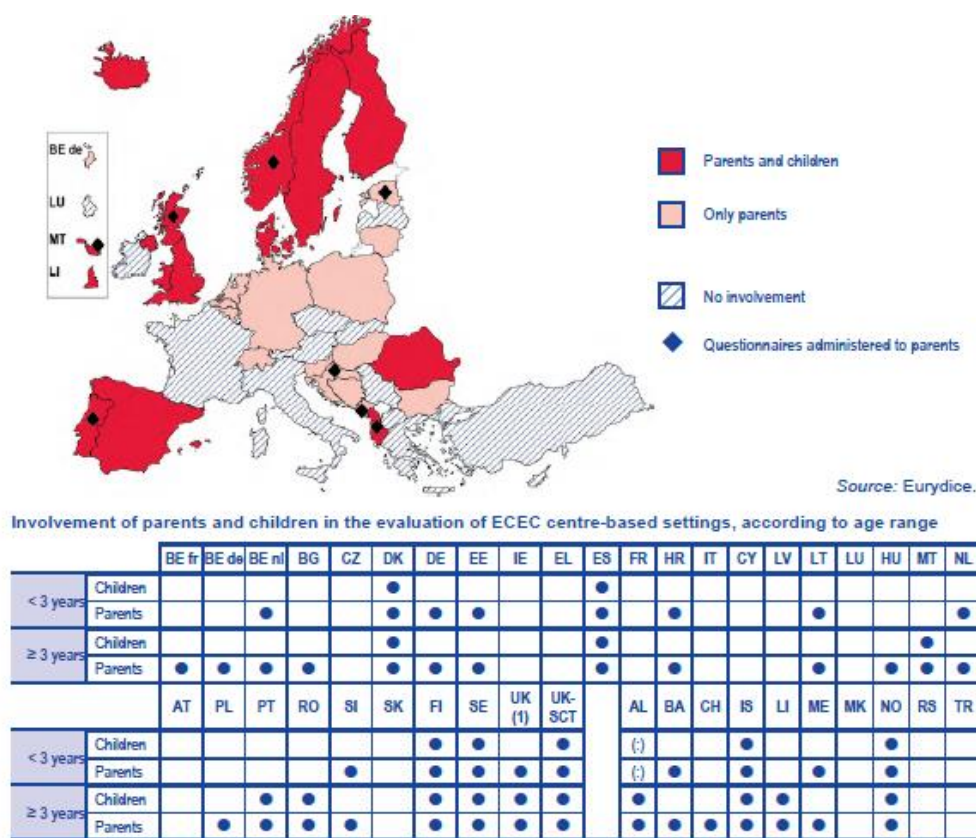 BE de
LU
MT
LI
Parents and children
Only parents
No involvement
Questionnaires administered to parents
Source: Eurydice.
Involvement of parents and children in the evaluation of ECEC centre-based settings, according to age range
BE fr BE de BE nl BG CZ DK DE EE IE EL ES FR HR IT CY LV LT LU HU MT NL
< 3 years Children ● ●
Parents ● ● ● ● ● ● ● ●
≥ 3 years Children ● ● ●
Parents ● ● ● ● ● ● ● ● ● ● ● ● ●
AT PL PT RO SI SK FI SE UK (1) UK-SCT AL BA CH IS LI ME MK NO RS TR
< 3 years Children ● ● ● (:) ● ●
Parents ● ● ● ● ● (:) ● ● ● ●
≥ 3 years Children ● ● ● ● ● ● ● ● ● ●
Parents ● ● ● ● ● ● ● ● ● ● ● ● ● ● ●